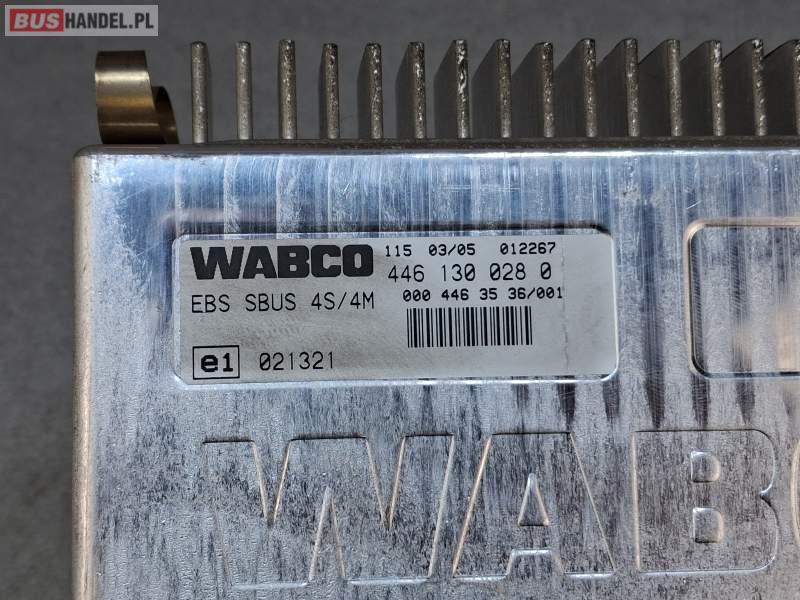 BUSHANDEL.PL
WABCO 115 03/05 012267
446 130 028 0
EBS SBUS 4S/4M 000 446 35 36/001
e1 021321
WABC